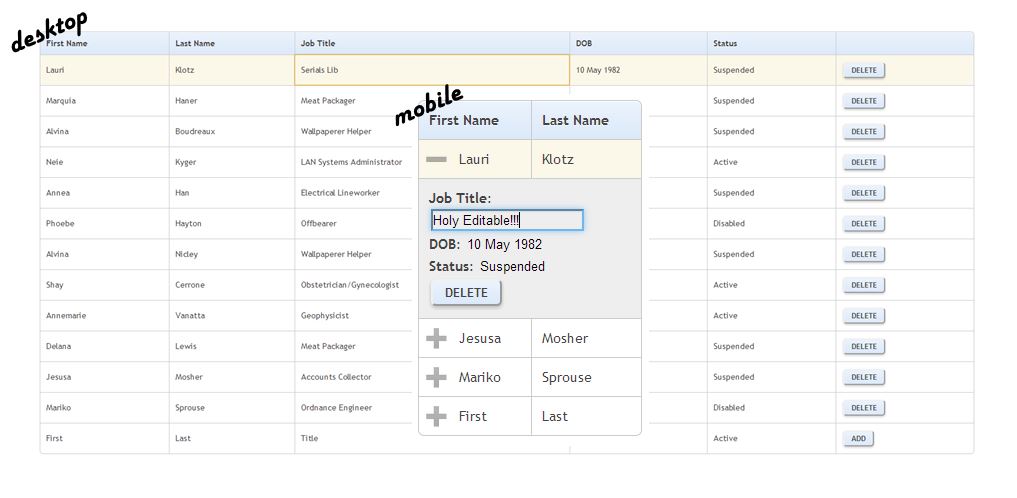 desktop
First Name Last Name Job Title DOB Status
Lauri Klotz Serials Lib 10 May 1982 Suspended DELETE
Marquia Haner Meat Packager Suspended DELETE
Alvina Boudreaux Wallpaperer Helper Suspended DELETE
Neie Kyger LAN Systems Administrator Active DELETE
Annea Han Electrical Lineworker Suspended DELETE
Phoebe Hayton Offbearer Disabled DELETE
Alvina Nicley Wallpaperer Helper Suspended DELETE
Shay Cerrone Obstetrician/Gynecologist Active DELETE
Annemarie Vanatta Geophysicist Active DELETE
Delana Lewis Meat Packager Suspended DELETE
Jesusa Mosher Accounts Collector Suspended DELETE
Mariko Sprouse Ordnance Engineer Disabled DELETE
First Last Title Active ADD
mobile
First Name Last Name
Lauri Klotz
Job Title:
Holy Editable!!!
DOB: 10 May 1982
Status: Suspended
DELETE
Jesusa Mosher
Mariko Sprouse
First Last